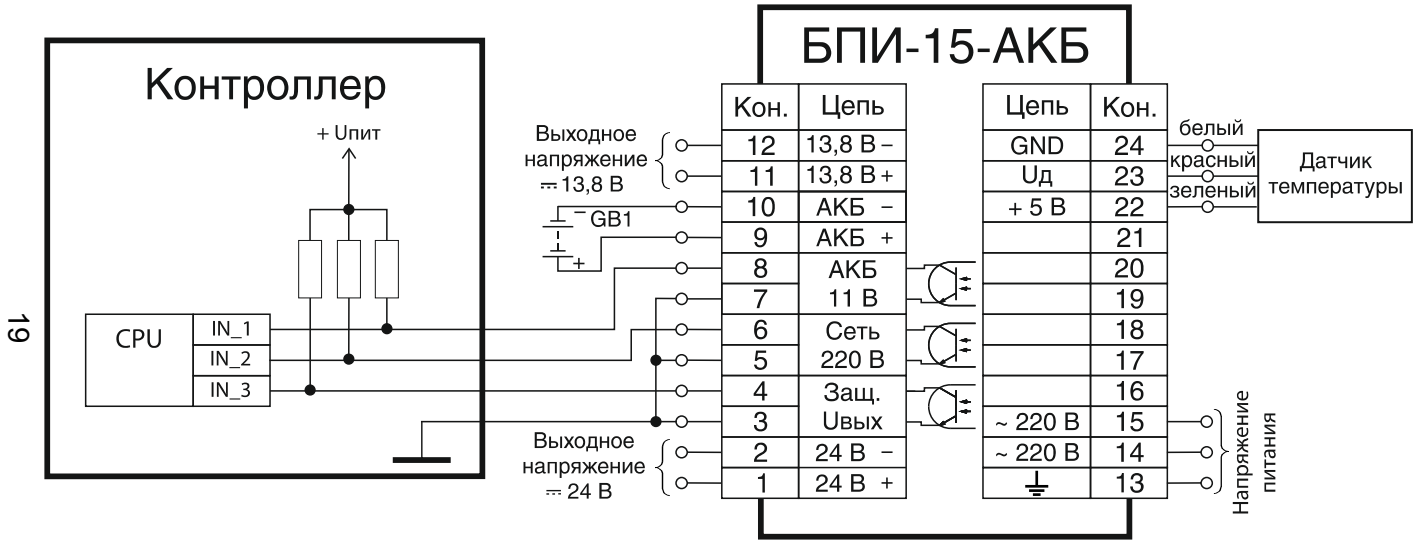 БПИ-15-АКБ
Контроллер
+ Uпит
CPU
IN_1
IN_2
IN_3
19
Выходное
напряжение
⎓ 13,8 В
− GB1
+
Выходное
напряжение
⎓ 24 В
Кон. Цепь
12 13,8 В −
11 13,8 В +
10 АКБ −
9 АКБ +
8 АКБ
7 11 В
6 Сеть
5 220 В
4 Защ.
3 Uвых
2 24 В −
1 24 В +
Цепь Кон.
GND 24
Uд 23
+ 5 В 22
21
20
19
18
17
16
~ 220 В 15
~ 220 В 14
13
белый
красный
зеленый
Датчик
температуры
Напряжение
питания